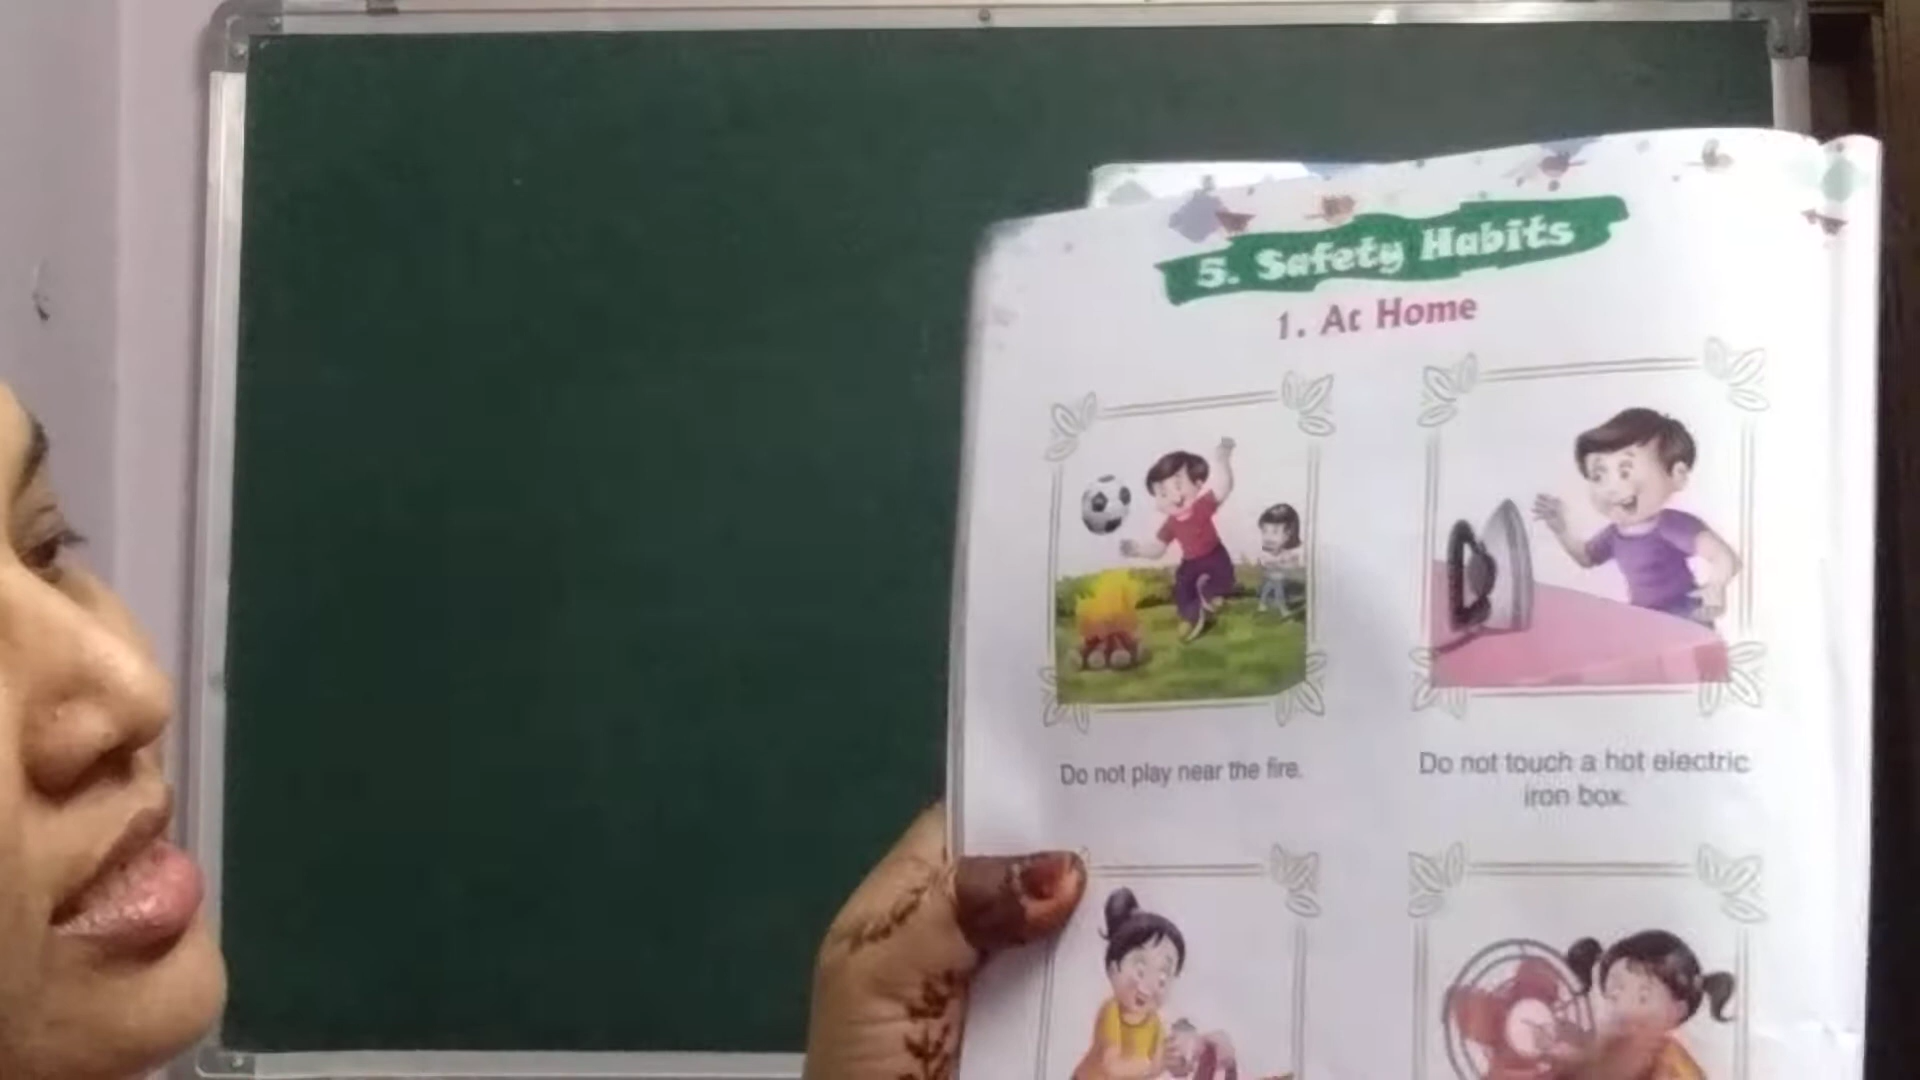 5. Safety Habits
1. At Home
Do not play near the fire.
Do not touch a hot electric
iron box.